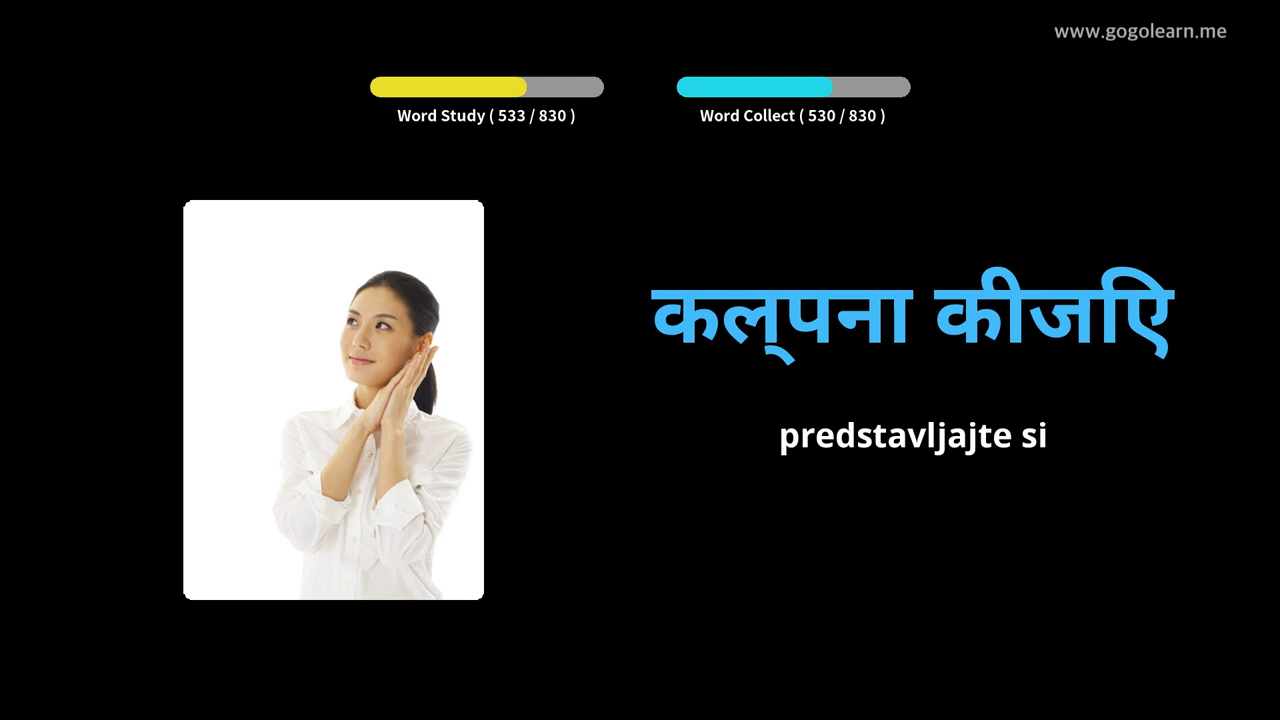 www.gogolearn.me
Word Study ( 533 / 830 )
Word Collect ( 530 / 830 )
कल्पना कीजिए
predstavljajte si